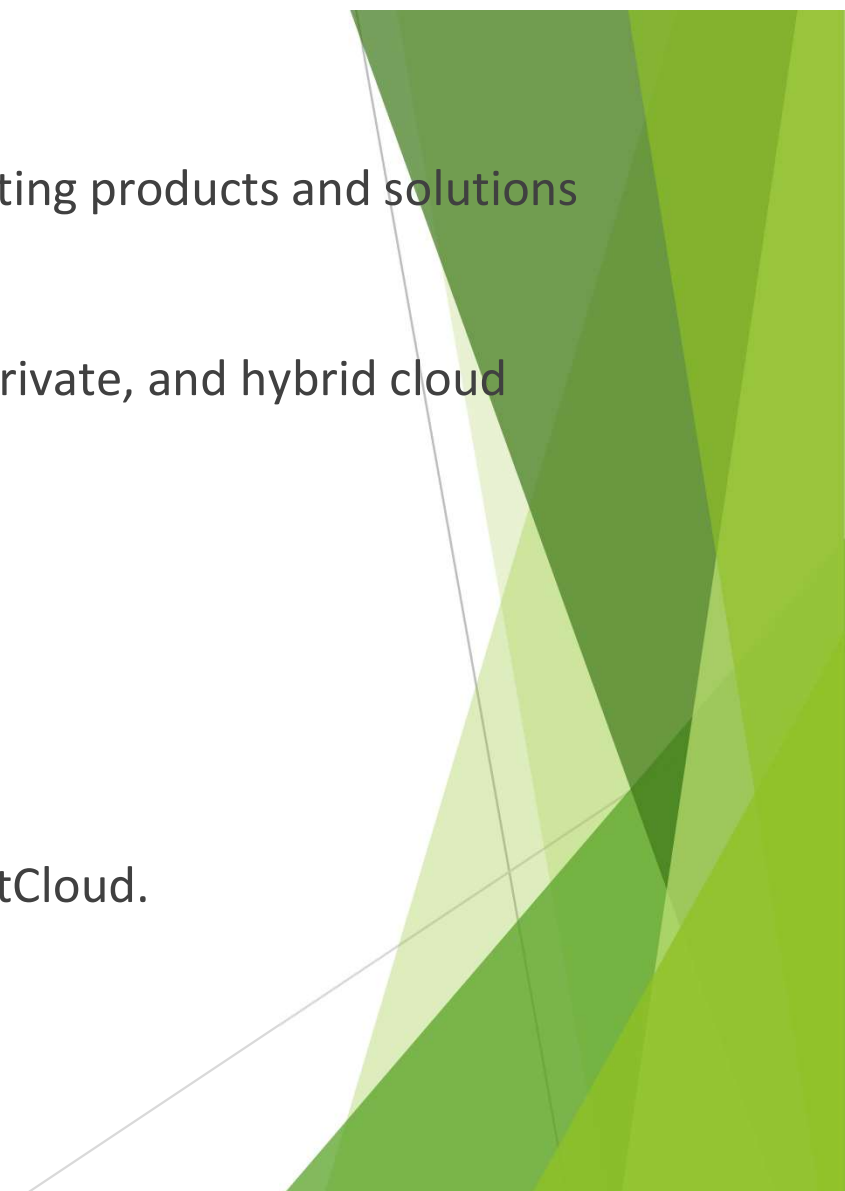 ting products and solutions
rivate, and hybrid cloud
tCloud.